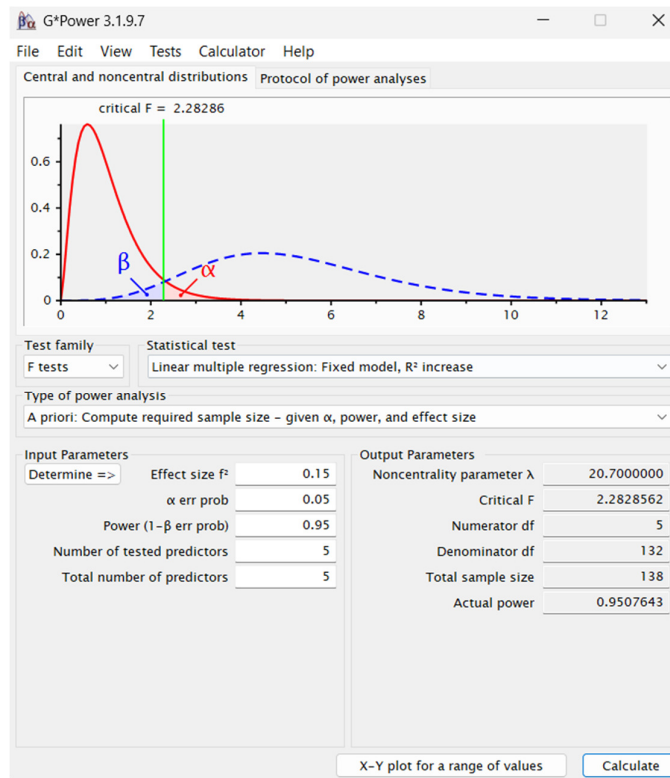 G*Power 3.1.9.7
File Edit View Tests Calculator Help
Central and noncentral distributions Protocol of power analyses
critical F = 2.28286
0.6
0.4
0.2
0
β
α
0 2 4 6 8 10 12
Test family Statistical test
F tests Linear multiple regression: Fixed model, R² increase
Type of power analysis
A priori: Compute required sample size – given α, power, and effect size
Input Parameters
Determine => Effect size f² 0.15
α err prob 0.05
Power (1-β err prob) 0.95
Number of tested predictors 5
Total number of predictors 5
Output Parameters
Noncentrality parameter λ 20.7000000
Critical F 2.2828562
Numerator df 5
Denominator df 132
Total sample size 138
Actual power 0.9507643
X-Y plot for a range of values Calculate